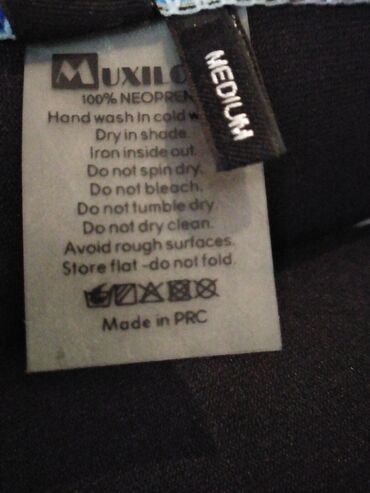 MUXILO
100% NEOPREN
Hand wash in cold w
Dry in shade.
Iron inside out.
Do not spin dry.
Do not bleach.
Do not tumble dry.
Do not dry clean.
Avoid rough surfaces.
Store flat -do not fold.
Made in PRC
MEDIUM